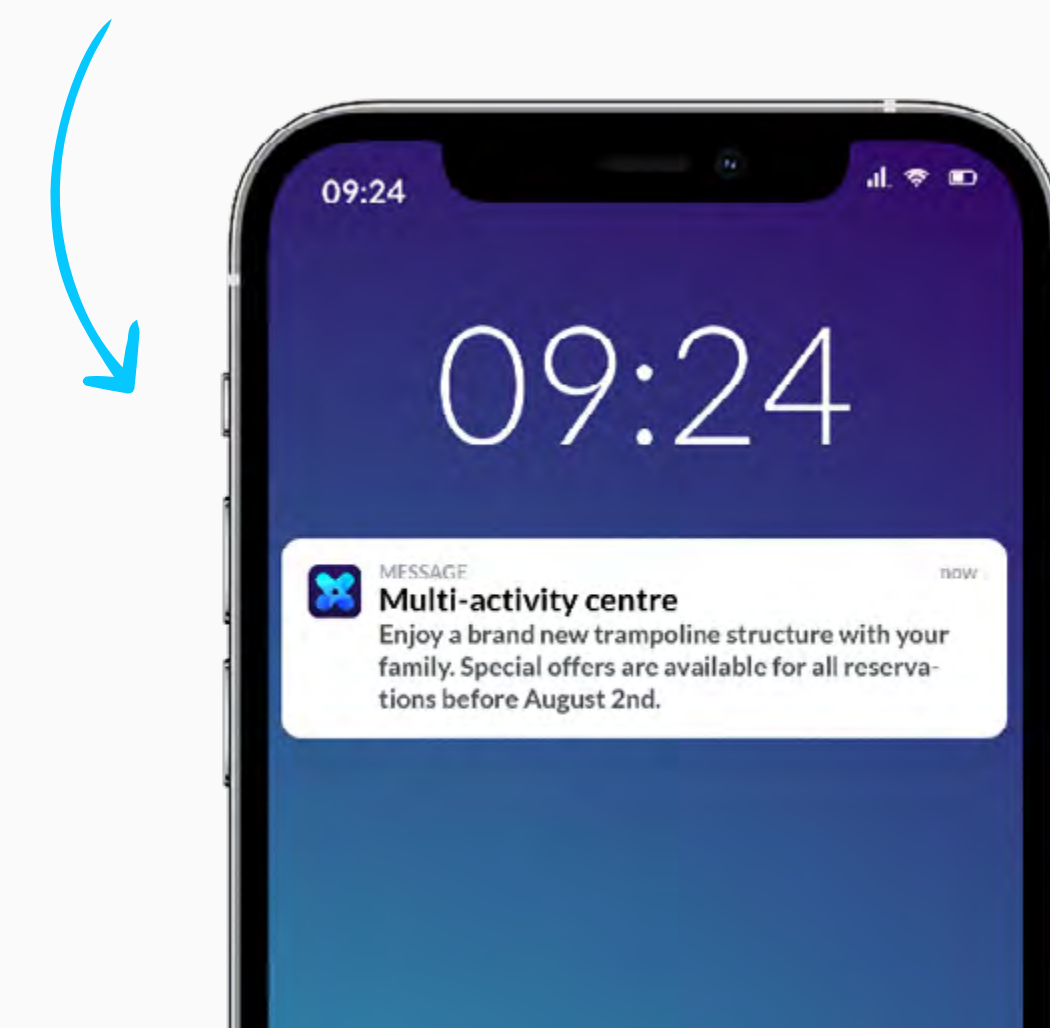 09:24
09:24
MESSAGE
now
Multi-activity centre
Enjoy a brand new trampoline structure with your
family. Special offers are available for all reserva-
tions before August 2nd.